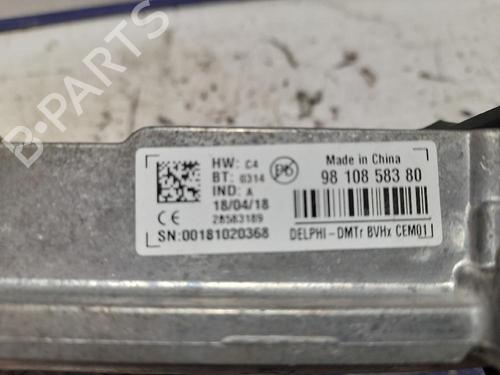 B-PARTS
HW: C4
BT: 0314
IND: A
18/04/18
28583189
CE
SN:00181020368
Made in China
98 108 583 80
DELPHI - DMTr BVHx CEM01